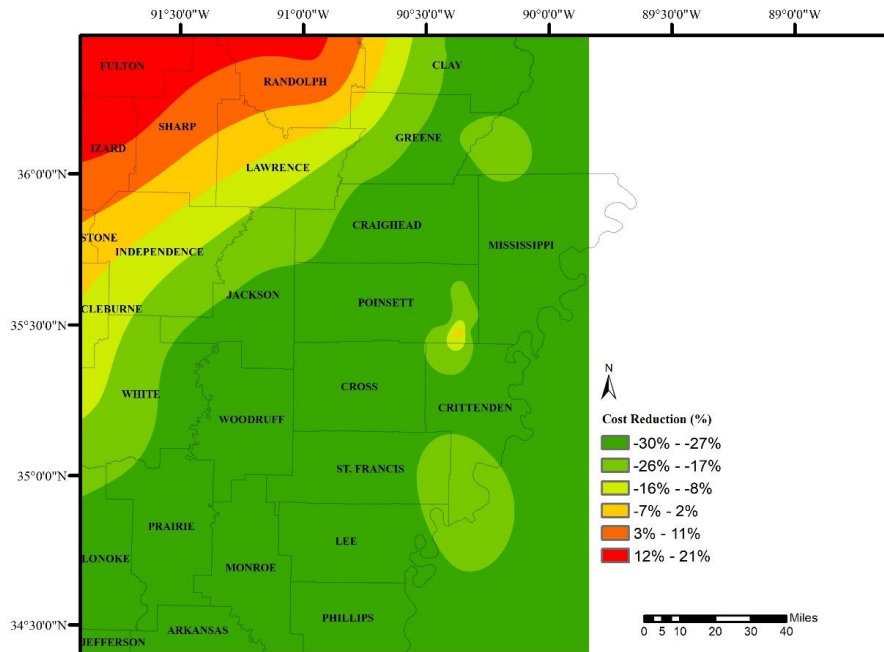 91°30'0"W 91°0'0"W 90°30'0"W 90°0'0"W 89°30'0"W 89°0'0"W
FULTON
CLAY
RANDOLPH
SHARP
GREENE
IZARD
LAWRENCE
36°0'0"N
CRAIGHEAD
STONE
MISSISSIPPI
INDEPENDENCE
JACKSON
POINSETT
CLEBURNE
35°30'0"N
N
CROSS
WHITE
CRITTENDEN
WOODRUFF
Cost Reduction (%)
-30% - -27%
-26% - -17%
-16% - -8%
-7% - 2%
3% - 11%
12% - 21%
ST. FRANCIS
35°0'0"N
PRAIRIE
LEE
LONOKE
MONROE
PHILLIPS
34°30'0"N
ARKANSAS
JEFFERSON
Miles
0 5 10 20 30 40